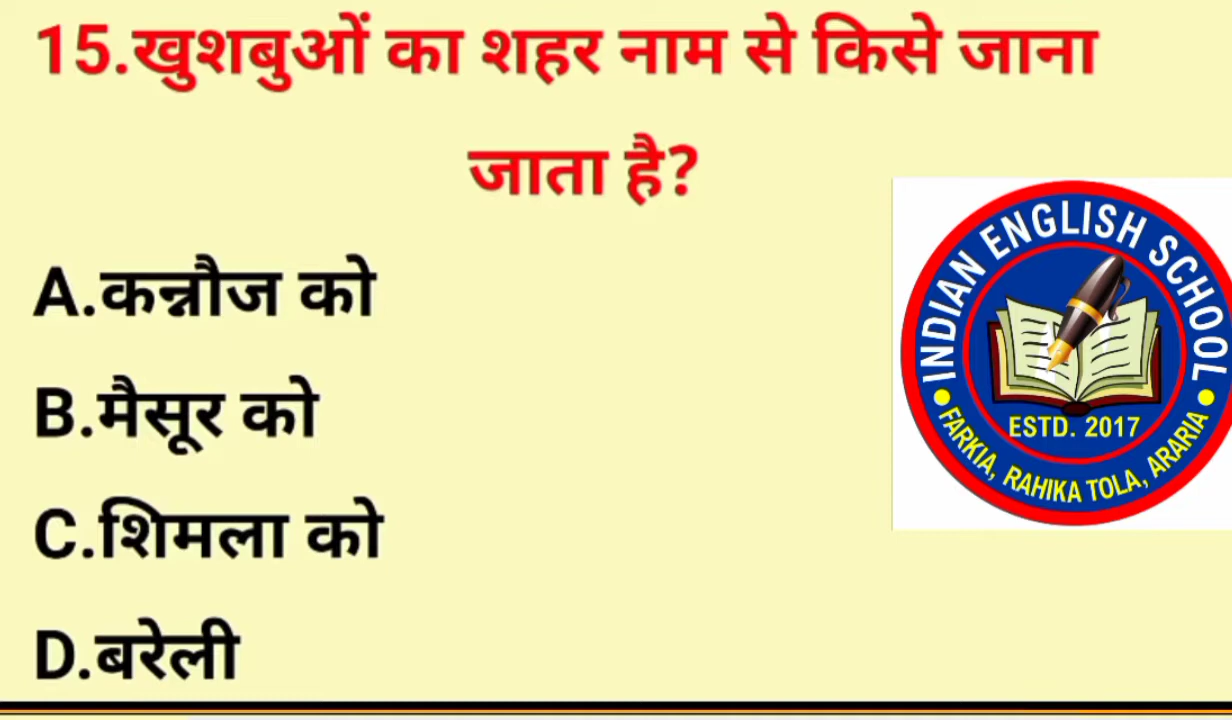 15.खुशबुओं का शहर नाम से किसे जाना
जाता है?
A.कन्नौज को
B.मैसूर को
C.शिमला को
D.बरेली
INDIAN ENGLISH SCHOOL
ESTD. 2017
FARKIA, RAHIKA TOLA, ARARIA